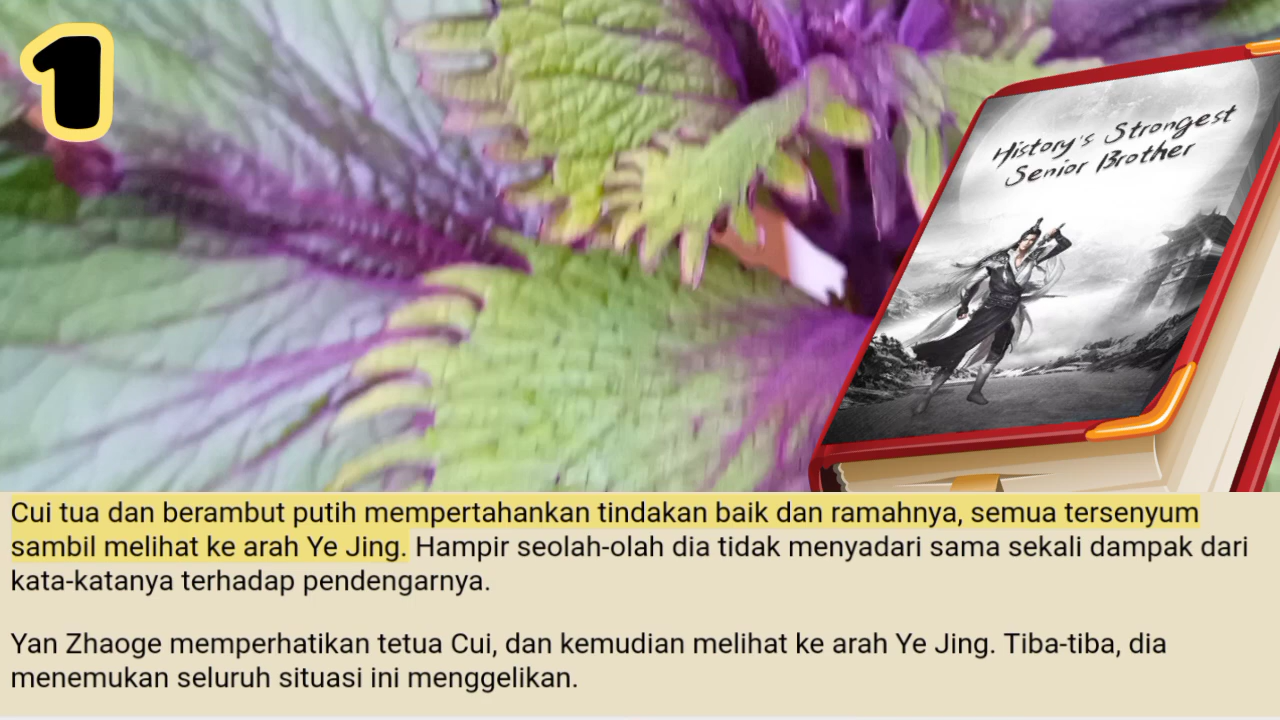 1
History's Strongest
Senior Brother
Cui tua dan berambut putih mempertahankan tindakan baik dan ramahnya, semua tersenyum
sambil melihat ke arah Ye Jing. Hampir seolah-olah dia tidak menyadari sama sekali dampak dari
kata-katanya terhadap pendengarnya.
Yan Zhaoge memperhatikan tetua Cui, dan kemudian melihat ke arah Ye Jing. Tiba-tiba, dia
menemukan seluruh situasi ini menggelikan.